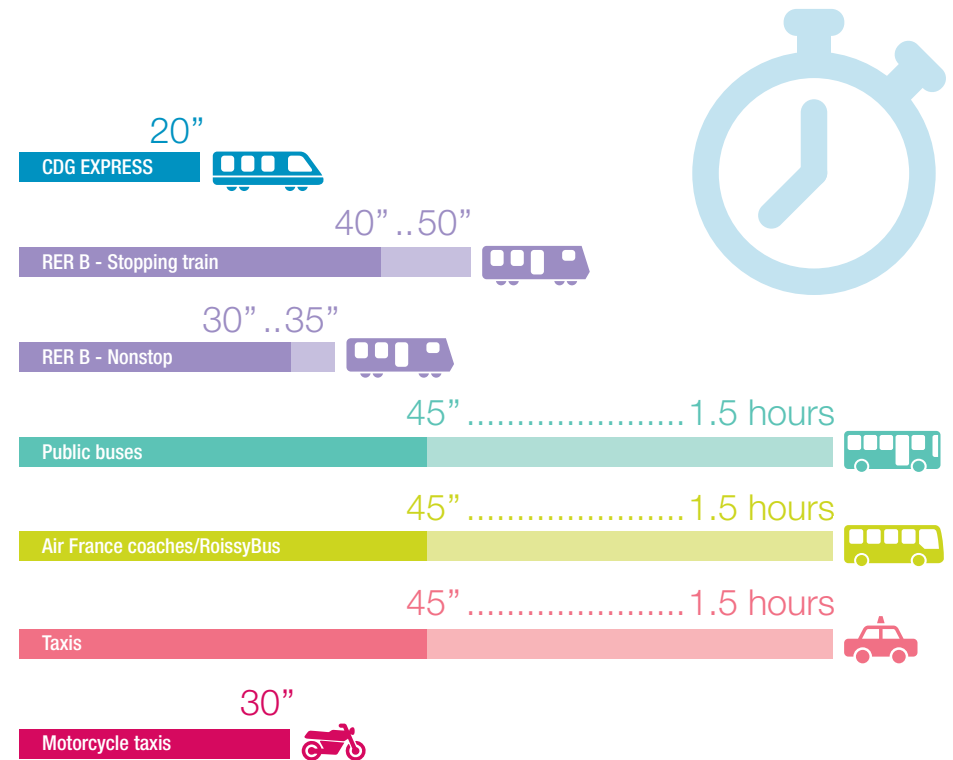 20”
CDG EXPRESS
40” .. 50”
RER B - Stopping train
30” .. 35”
RER B - Nonstop
45” ...................... 1.5 hours
Public buses
45” ...................... 1.5 hours
Air France coaches/RoissyBus
45” ...................... 1.5 hours
Taxis
30”
Motorcycle taxis